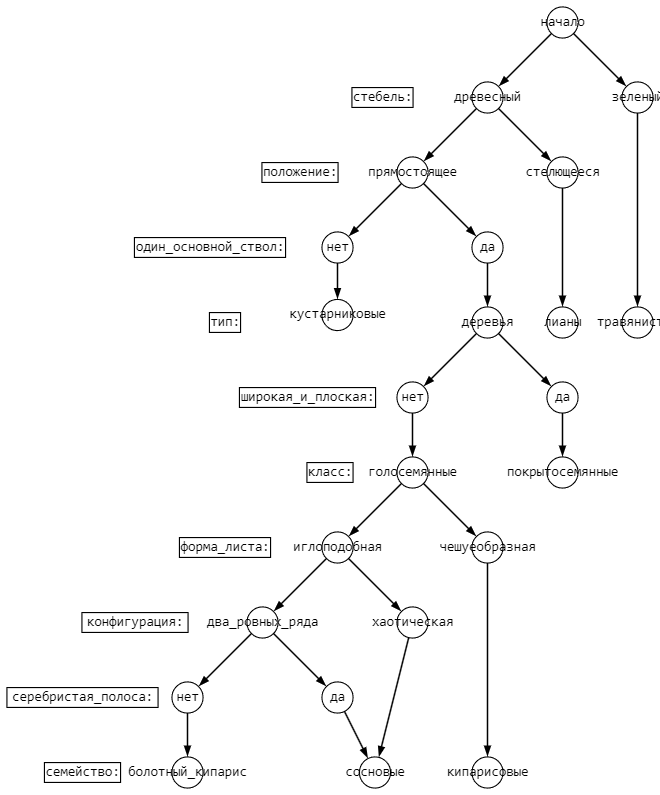 начало
стебель: древесный зеленый
положение: прямостоящее стелющееся
один_основной_ствол: нет да
тип: кустарниковые деревья лианы травянист
широкая_и_плоская: нет да
класс: голосемянные покрытосемянные
форма_листа: иглоподобная чешуеобразная
конфигурация: два_ровных_ряда хаотическая
серебристая_полоса: нет да
семейство: болотный_кипарис сосновые кипарисовые